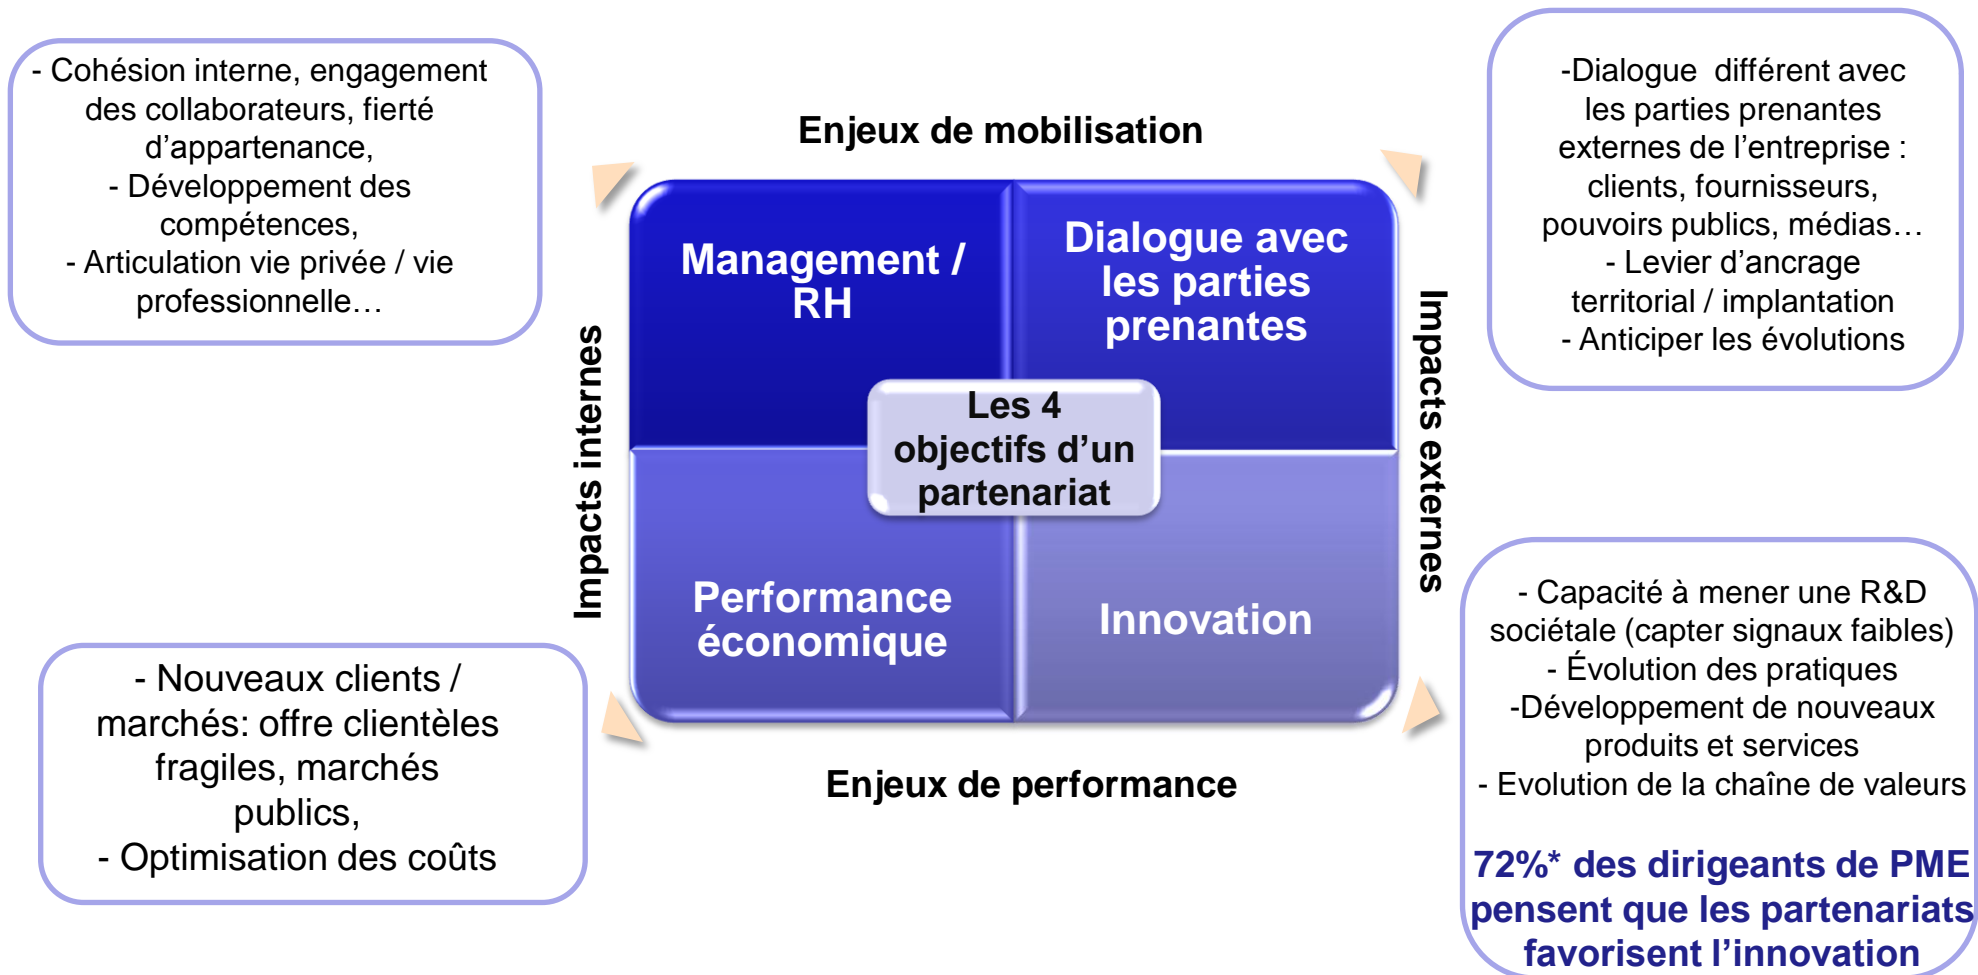 - Cohésion interne, engagement
des collaborateurs, fierté
d'appartenance,
- Développement des
compétences,
- Articulation vie privée / vie
professionnelle…
Enjeux de mobilisation
-Dialogue  différent avec
les parties prenantes
externes de l’entreprise :
clients, fournisseurs,
pouvoirs publics, médias…
- Levier d’ancrage
territorial / implantation
- Anticiper les évolutions
Impacts internes
Management /
RH
Dialogue avec
les parties
prenantes
Impacts externes
Les 4
objectifs d’un
partenariat
Performance
économique
Innovation
- Nouveaux clients /
marchés: offre clientèles
fragiles, marchés
publics,
- Optimisation des coûts
Enjeux de performance
- Capacité à mener une R&D
sociétale (capter signaux faibles)
- Évolution des pratiques
-Développement de nouveaux
produits et services
- Evolution de la chaîne de valeurs
72%* des dirigeants de PME
pensent que les partenariats
favorisent l’innovation